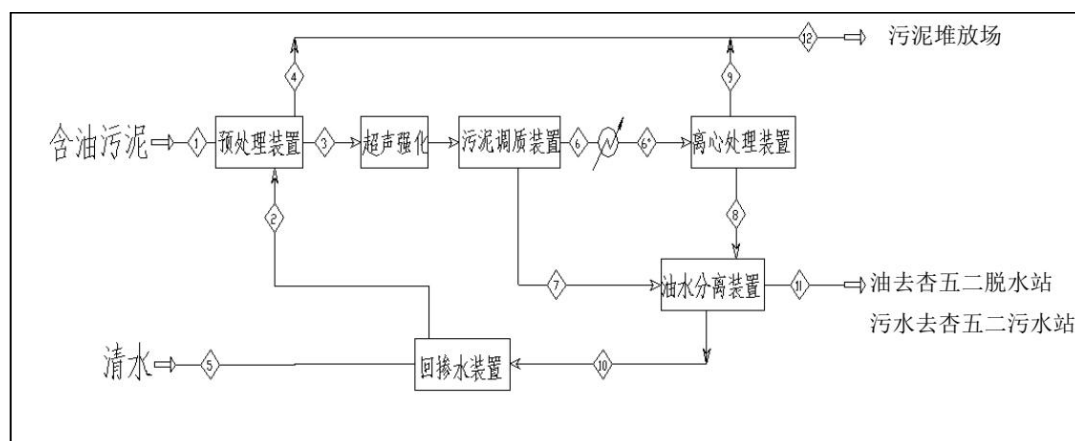 12
污泥堆放场
4
9
含油污泥
1
预处理装置
3
超声强化
污泥调质装置
6
6*
离心处理装置
2
8
7
油水分离装置
11
油去杏五二脱水站
污水去杏五二污水站
清水
5
回掺水装置
10